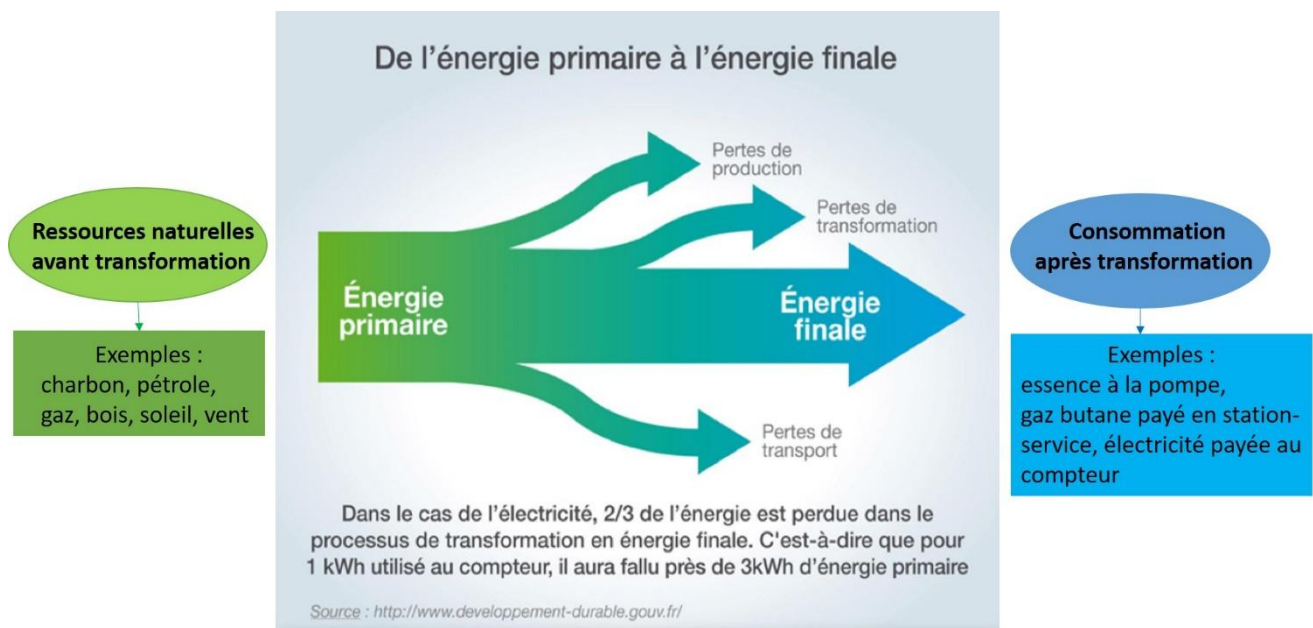 De l'énergie primaire à l'énergie finale
Pertes de
production
Pertes de
transformation
Ressources naturelles
avant transformation
Consommation
après transformation
Énergie
primaire
Énergie
finale
Exemples :
charbon, pétrole,
gaz, bois, soleil, vent
Exemples :
essence à la pompe,
gaz butane payé en station-
service, électricité payée au
compteur
Pertes de
transport
Dans le cas de l'électricité, 2/3 de l'énergie est perdue dans le
processus de transformation en énergie finale. C'est-à-dire que pour
1 kWh utilisé au compteur, il aura fallu près de 3kWh d'énergie primaire
Source : http://www.developpement-durable.gouv.fr/